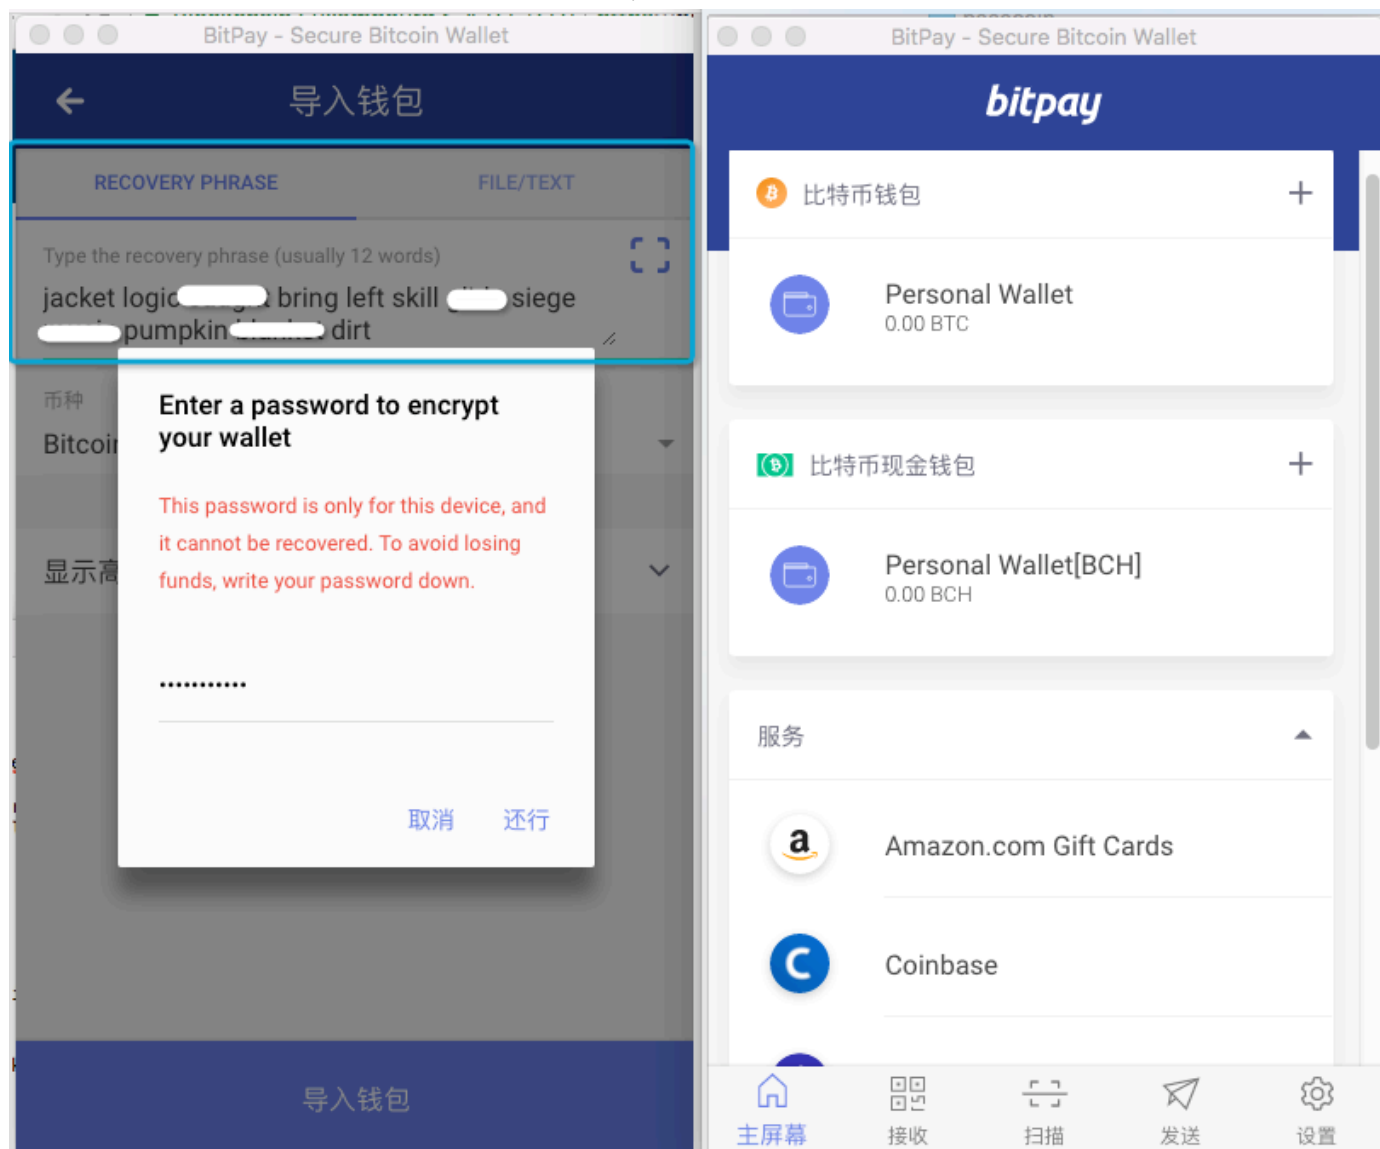 BitPay - Secure Bitcoin Wallet
导入钱包
RECOVERY PHRASE
FILE/TEXT
Type the recovery phrase (usually 12 words)
jacket logic bring left skill siege
pumpkin dirt
币种
Bitcoin
显示高
Enter a password to encrypt
your wallet
This password is only for this device, and
it cannot be recovered. To avoid losing
funds, write your password down.
...........
取消 还行
导入钱包
BitPay - Secure Bitcoin Wallet
bitpay
比特币钱包 +
Personal Wallet
0.00 BTC
比特币现金钱包 +
Personal Wallet[BCH]
0.00 BCH
服务
Amazon.com Gift Cards
Coinbase
主屏幕 接收 扫描 发送 设置